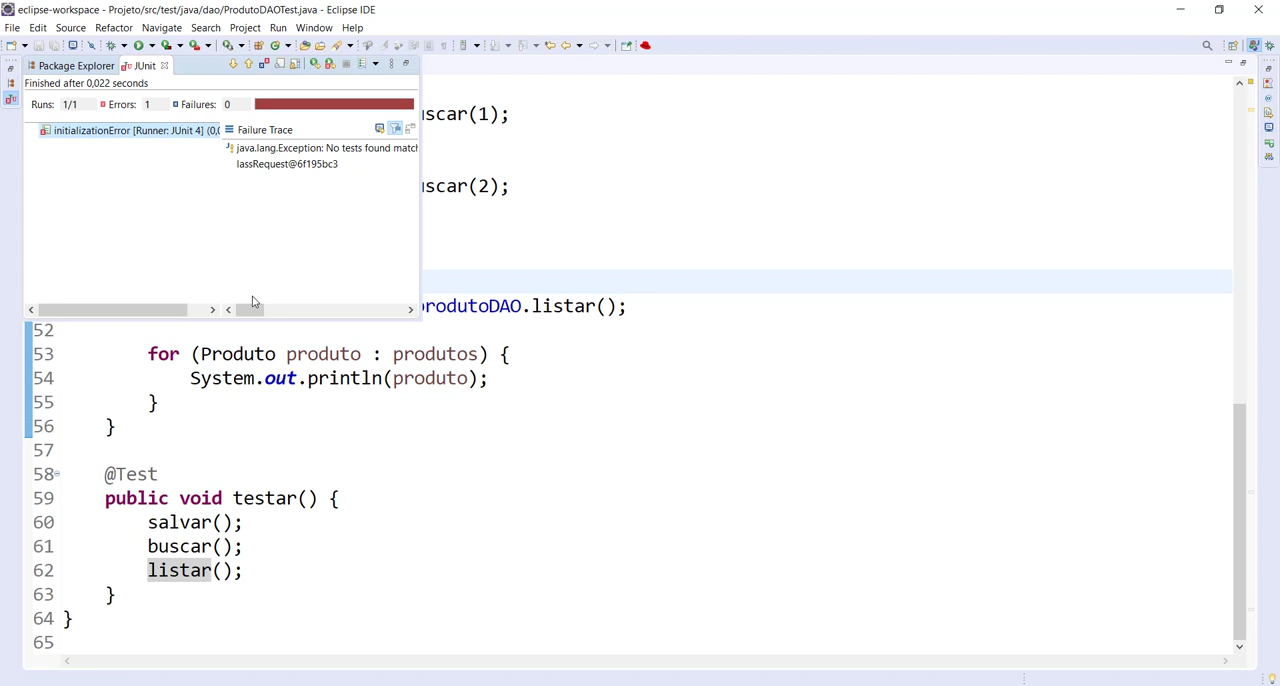 eclipse-workspace - Projeto/src/test/java/dao/ProdutoDAOTest.java - Eclipse IDE
File Edit Source Refactor Navigate Search Project Run Window Help
Package Explorer JUnit
Finished after 0,022 seconds
Runs: 1/1 Errors: 1 Failures: 0
initializationError [Runner: JUnit 4] (0,0
Failure Trace
java.lang.Exception: No tests found match
lassRequest@6f195bc3
uscar(1);
uscar(2);
produtoDAO.listar();
52
53 for (Produto produto : produtos) {
54 System.out.println(produto);
55 }
56 }
57
58 @Test
59 public void testar() {
60 salvar();
61 buscar();
62 listar();
63 }
64 }
65